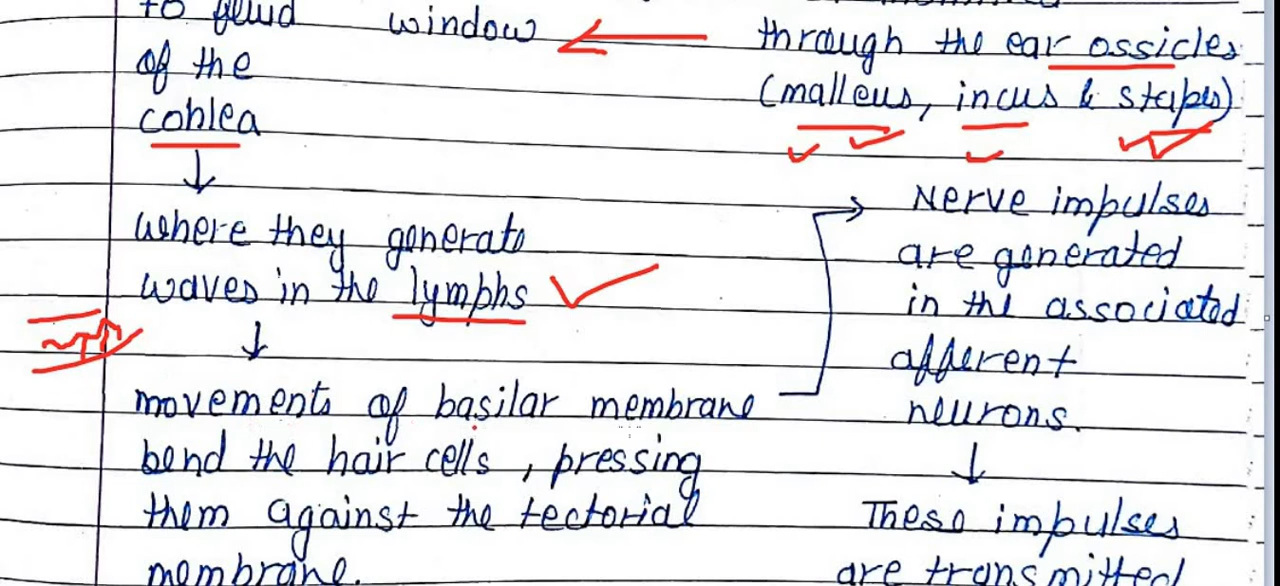 to fluid window
of the
cohlea
↓
where they generate
waves in the lymphs
↓
movements of basilar membrane
bend the hair cells, pressing
them against the tectorial
membrane.
through the ear ossicles
(malleus, incus & stapes)
Nerve impulses
are generated
in the associated
afferent
neurons.
↓
These impulses
are transmitted